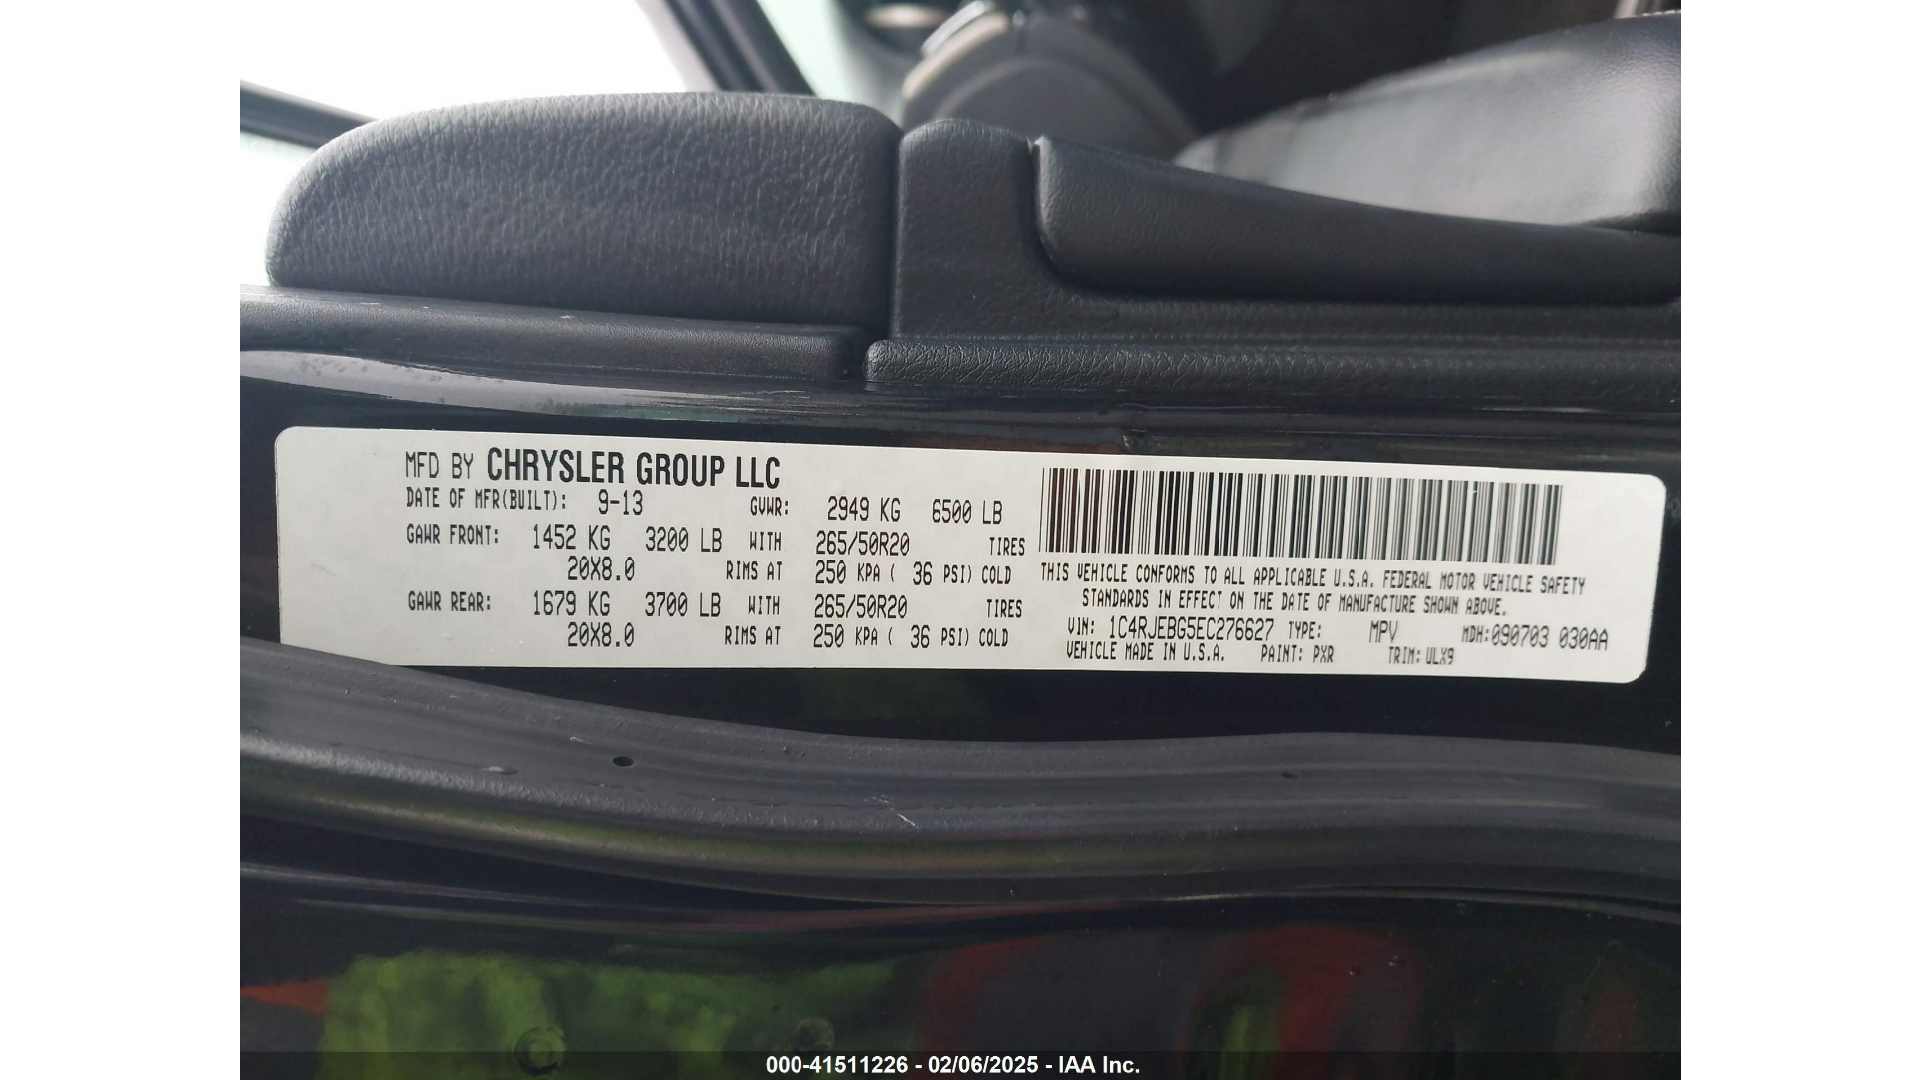 MFD BY CHRYSLER GROUP LLC
DATE OF MFR(BUILT): 9-13 GVWR: 2949 KG 6500 LB
GAWR FRONT: 1452 KG 3200 LB WITH 265/50R20 TIRES
20X8.0 RIMS AT 250 KPA ( 36 PSI) COLD
GAWR REAR: 1679 KG 3700 LB WITH 265/50R20 TIRES
20X8.0 RIMS AT 250 KPA ( 36 PSI) COLD
THIS VEHICLE CONFORMS TO ALL APPLICABLE U.S.A. FEDERAL MOTOR VEHICLE SAFETY
STANDARDS IN EFFECT ON THE DATE OF MANUFACTURE SHOWN ABOVE.
VIN: 1C4RJEBG5EC276627 TYPE: MPV MDH:090703 030AA
VEHICLE MADE IN U.S.A. PAINT: PXR TRIM: ULX9
000-41511226 - 02/06/2025 - IAA Inc.